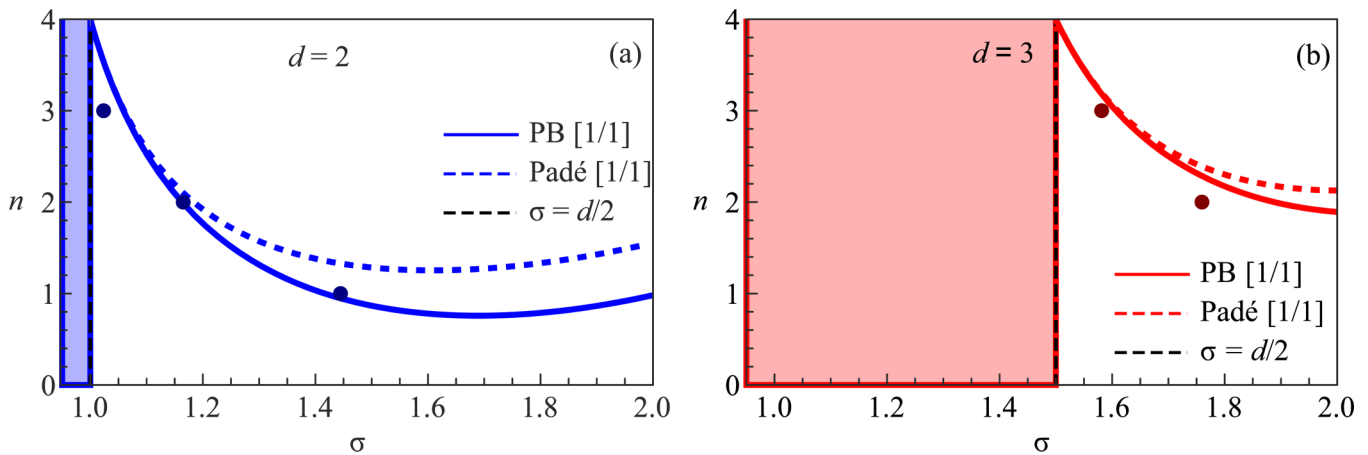 4
(a)
d = 2
3
PB [1/1]
Padé [1/1]
n
2
σ = d/2
1
0
1.0 1.2 1.4 1.6 1.8 2.0
σ
4
d = 3
(b)
3
n
2
PB [1/1]
Padé [1/1]
1
σ = d/2
0
1.0 1.2 1.4 1.6 1.8 2.0
σ